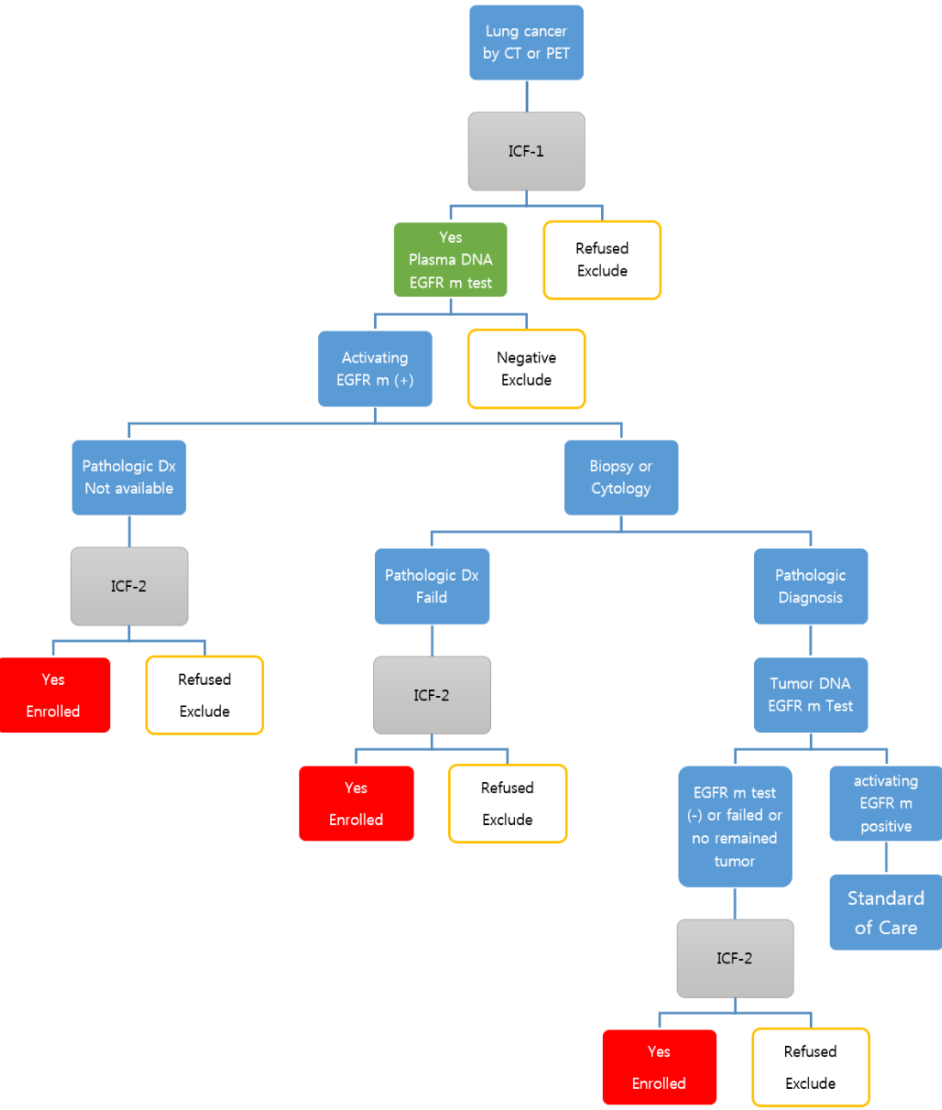 Lung cancer
by CT or PET
ICF-1
Yes
Plasma DNA
EGFR m test
Refused
Exclude
Activating
EGFR m (+)
Negative
Exclude
Pathologic Dx
Not available
Biopsy or
Cytology
ICF-2
Pathologic Dx
Faild
Pathologic
Diagnosis
Yes
Enrolled
Refused
Exclude
ICF-2
Tumor DNA
EGFR m Test
Yes
Enrolled
Refused
Exclude
EGFR m test
(-) or failed or
no remained
tumor
activating
EGFR m
positive
Standard
of Care
ICF-2
Yes
Enrolled
Refused
Exclude